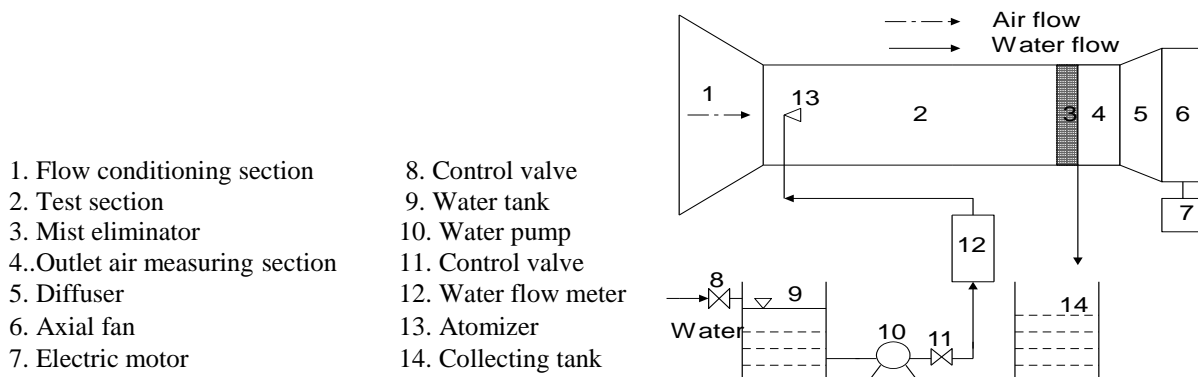 1. Flow conditioning section
2. Test section
3. Mist eliminator
4..Outlet air measuring section
5. Diffuser
6. Axial fan
7. Electric motor
8. Control valve
9. Water tank
10. Water pump
11. Control valve
12. Water flow meter
13. Atomizer
14. Collecting tank
Air flow
Water flow
1
13
2
3
4
5
6
7
12
8
9
14
Water
10
11